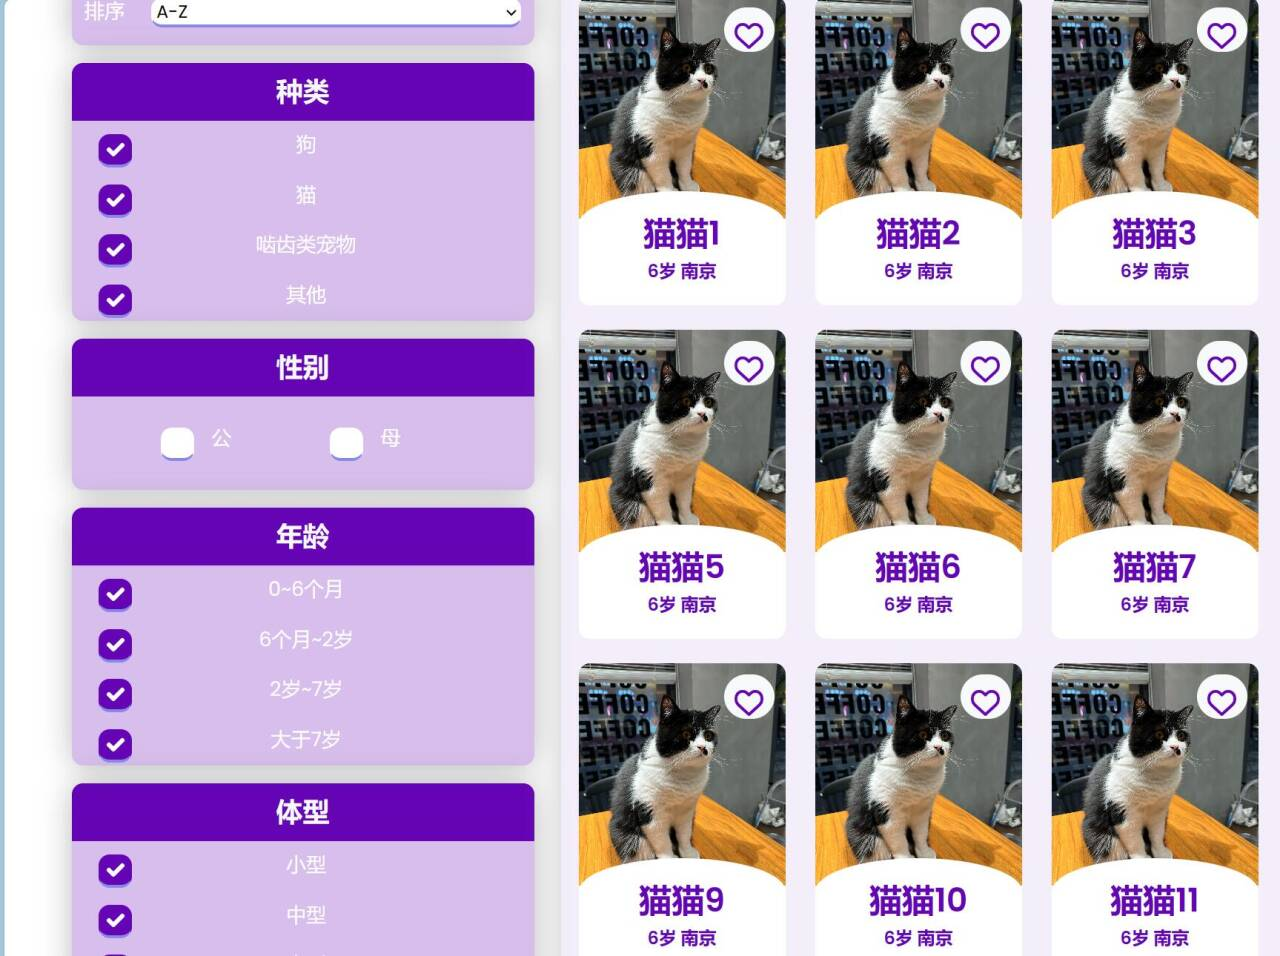 排序 A-Z
种类
狗
猫
啮齿类宠物
其他
性别
公 母
年龄
0~6个月
6个月~2岁
2岁~7岁
大于7岁
体型
小型
中型
猫猫1
6岁 南京
猫猫2
6岁 南京
猫猫3
6岁 南京
猫猫5
6岁 南京
猫猫6
6岁 南京
猫猫7
6岁 南京
猫猫9
6岁 南京
猫猫10
6岁 南京
猫猫11
6岁 南京